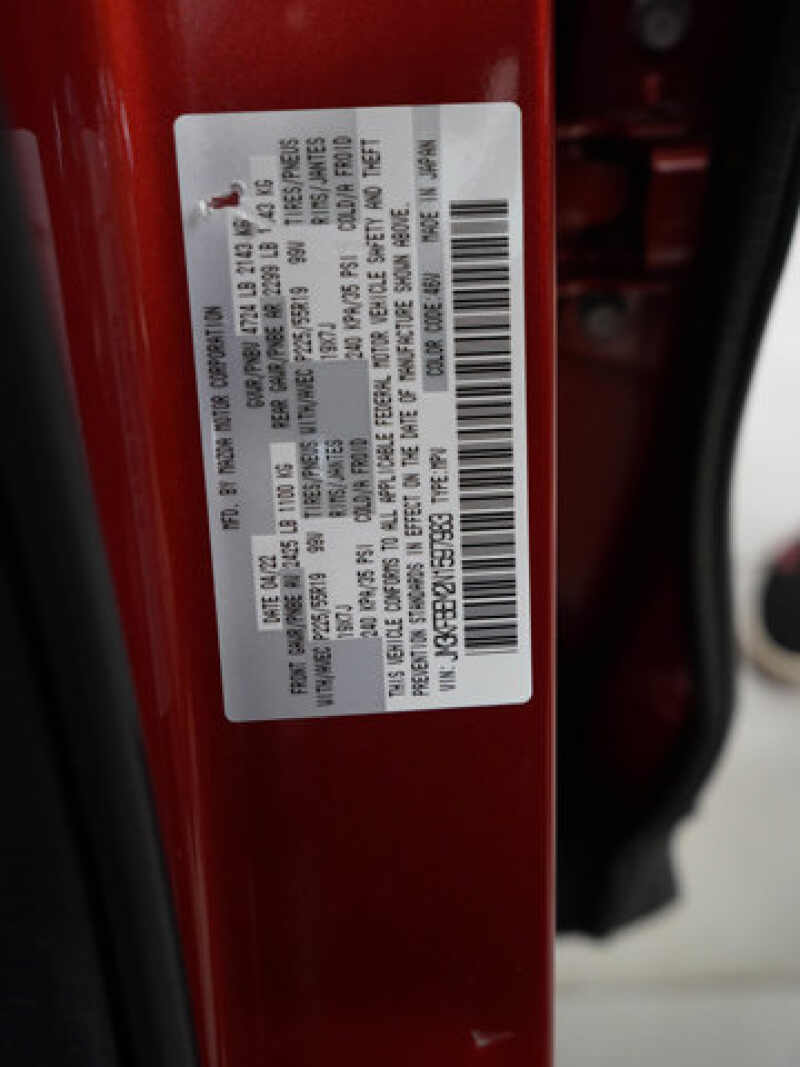 MFD. BY MAZDA MOTOR CORPORATION
DATE 04/22 GVWR/PNBV 4724 LB 2143 KG
FRONT GAWR/PNBE AV 2425 LB 1100 KG REAR GAWR/PNBE AR 2299 LB 43 KG
WITH/AVEC P225/55R19 99V TIRES/PNEUS WITH/AVEC P225/55R19 99V TIRES/PNEUS
19X7J RIMS/JANTES 19X7J RIMS/JANTES
240 KPA/35 PSI COLD/A FROID 240 KPA/35 PSI COLD/A FROID
THIS VEHICLE CONFORMS TO ALL APPLICABLE FEDERAL MOTOR VEHICLE SAFETY AND THEFT
PREVENTION STANDARDS IN EFFECT ON THE DATE OF MANUFACTURE SHOWN ABOVE.
VIN: JM3KFBEM2N1597983 TYPE:MPV COLOR CODE:46V MADE IN JAPAN